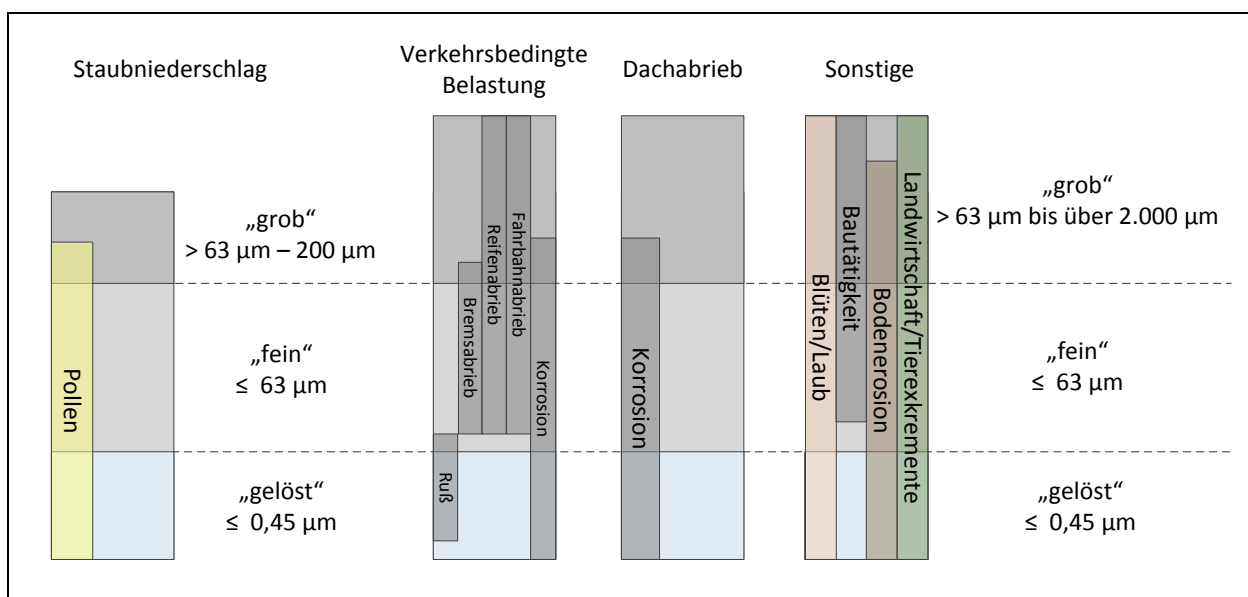 Staubniederschlag
Verkehrsbedingte
Belastung
Dachabrieb
Sonstige
„grob“
> 63 µm – 200 µm
„fein“
≤ 63 µm
„gelöst“
≤ 0,45 µm
Pollen
Ruß
Bremsabrieb
Reifenabrieb
Fahrbahnabrieb
Korrosion
Korrosion
Blüten/Laub
Bautätigkeit
Bodenerosion
Landwirtschaft/Tierexkremente
„grob“
> 63 µm bis über 2.000 µm
„fein“
≤ 63 µm
„gelöst“
≤ 0,45 µm